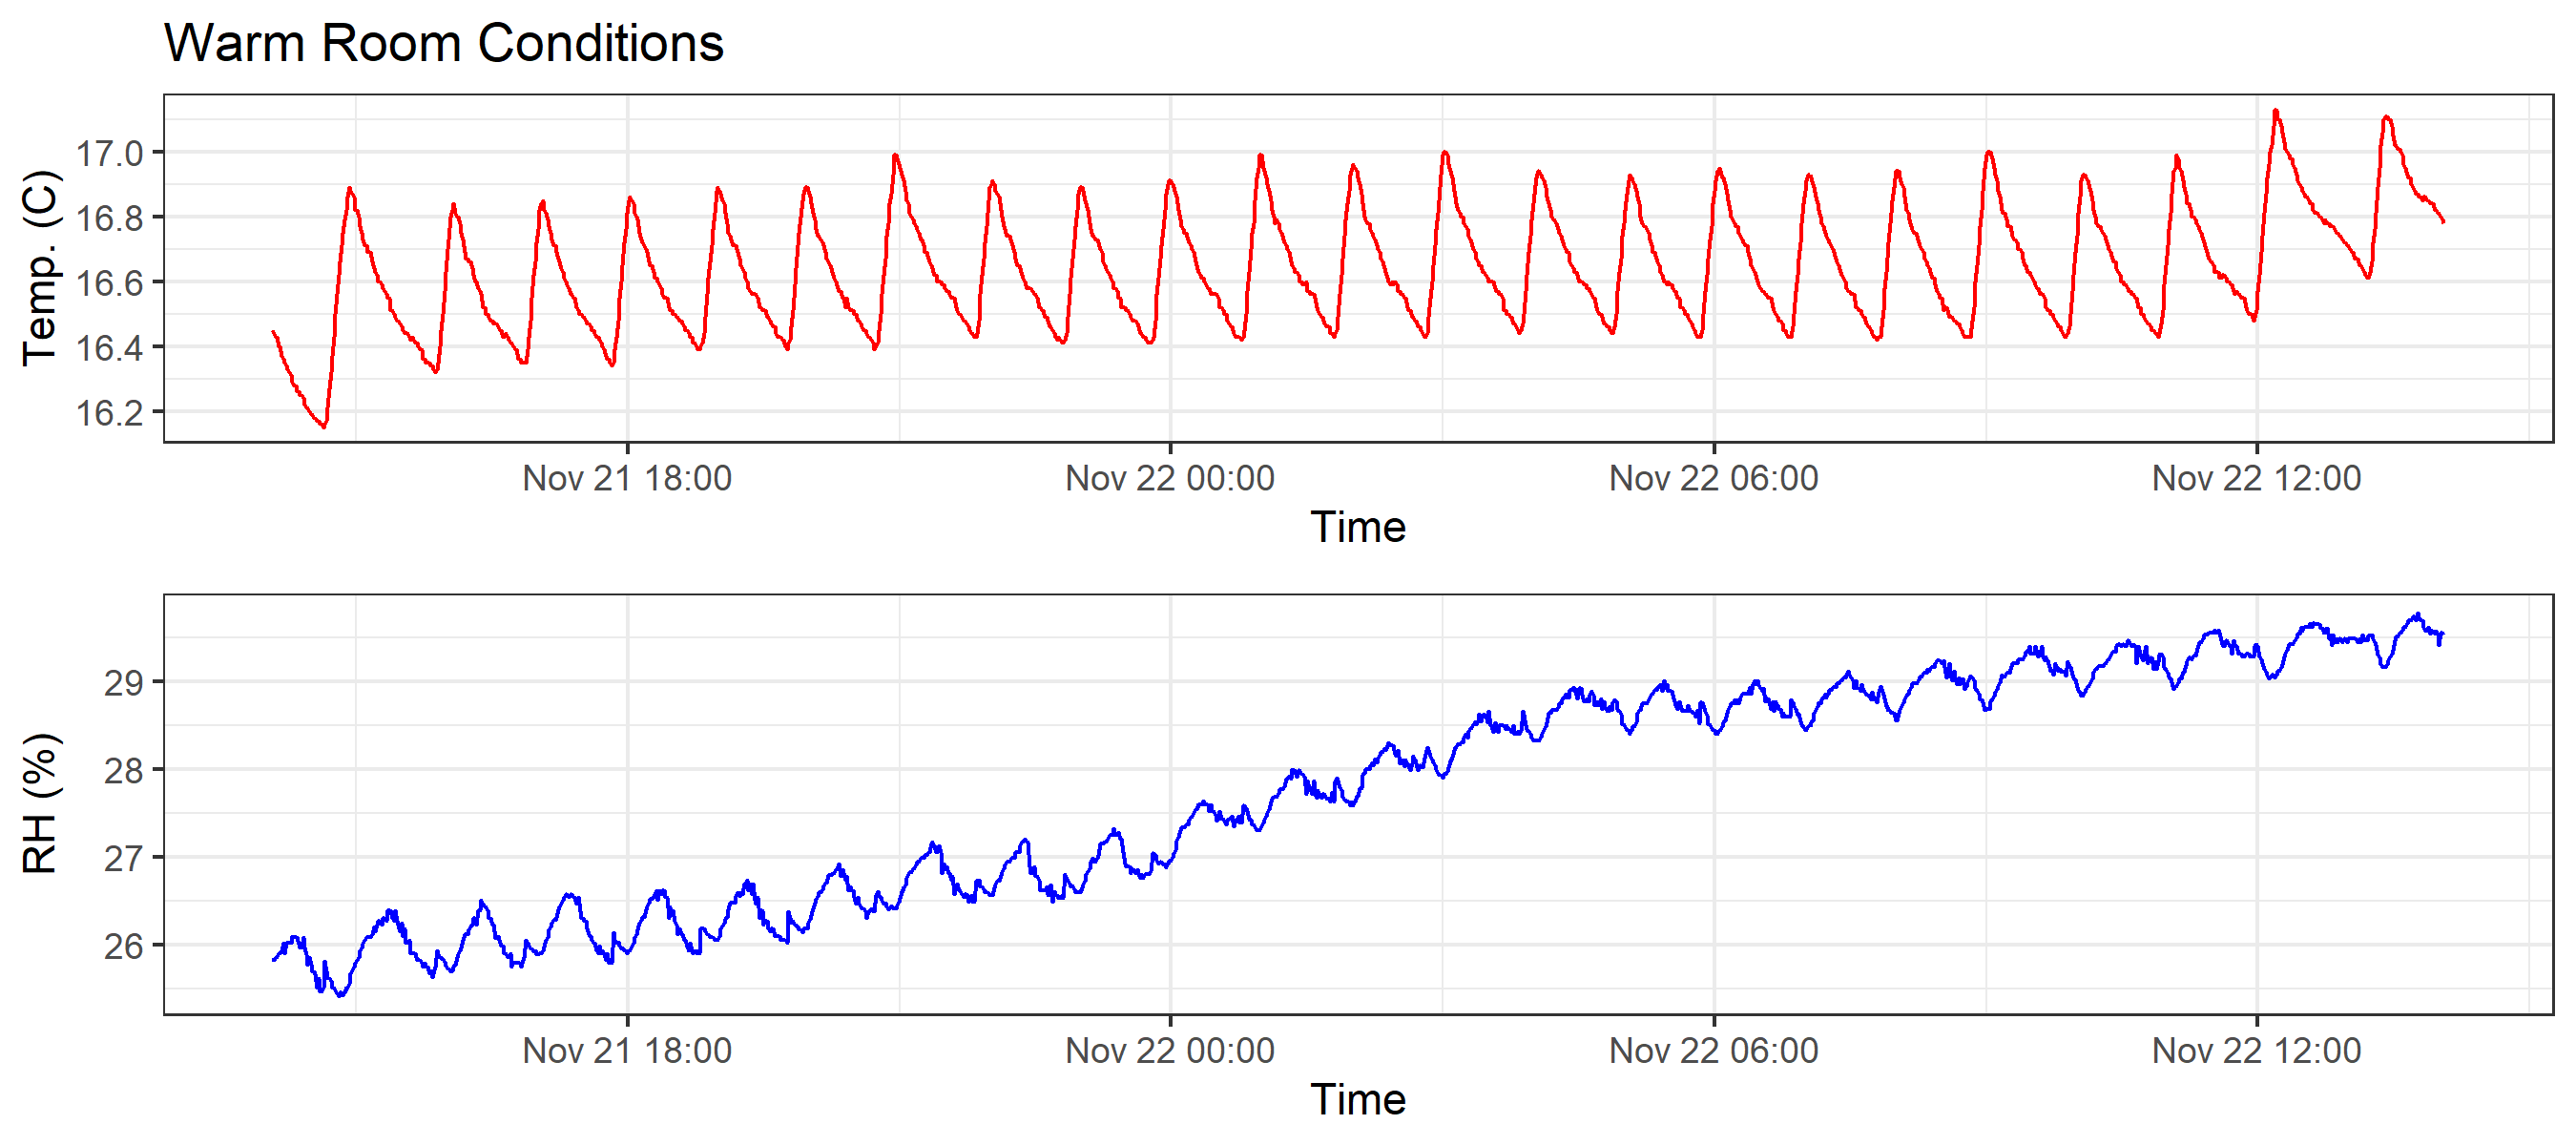 Warm Room Conditions
Temp. (C)
17.0
16.8
16.6
16.4
16.2
Nov 21 18:00 Nov 22 00:00 Nov 22 06:00 Nov 22 12:00
Time
RH (%)
29
28
27
26
Nov 21 18:00 Nov 22 00:00 Nov 22 06:00 Nov 22 12:00
Time